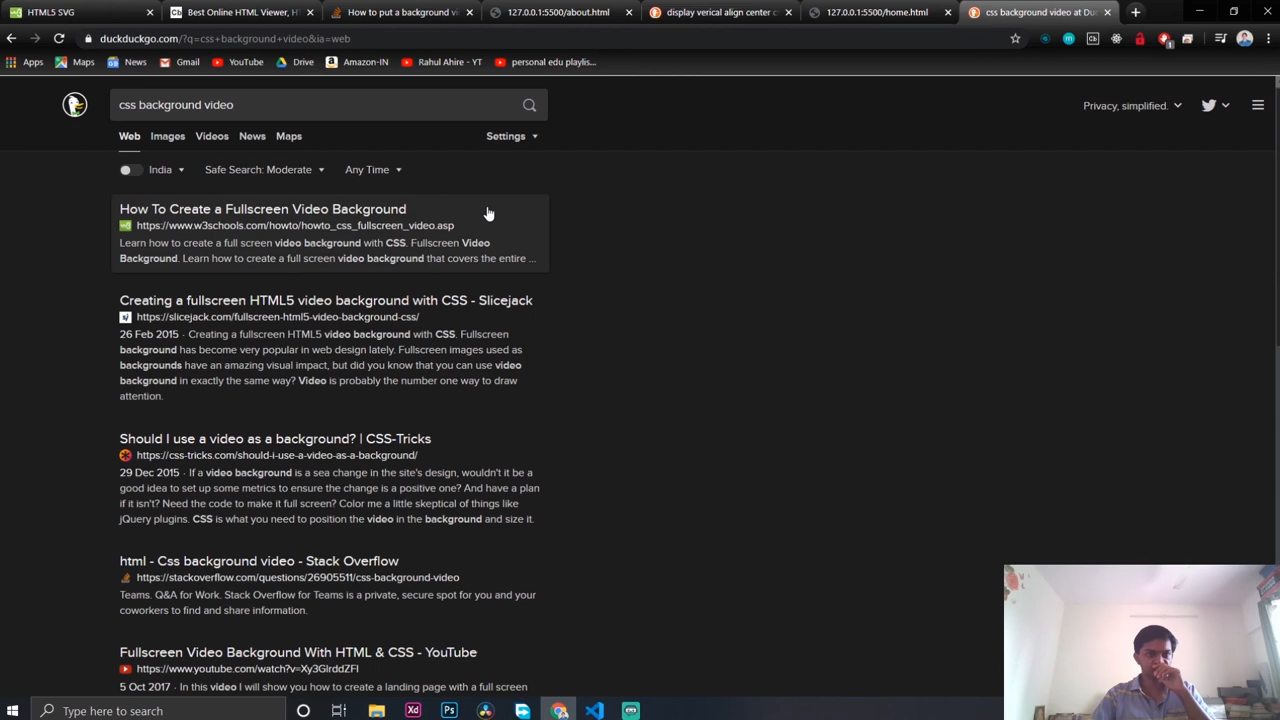 HTML5 SVG
Best Online HTML Viewer, H
How to put a background vi
127.0.0.1:5500/about.html
display verical align center c
127.0.0.1:5500/home.html
css background video at Du
duckduckgo.com/?q=css+background+video&ia=web
Apps
Maps
News
Gmail
YouTube
Drive
Amazon-IN
Rahul Ahire - YT
personal edu playlis...
css background video
Privacy, simplified.
Web
Images
Videos
News
Maps
Settings
India
Safe Search: Moderate
Any Time
How To Create a Fullscreen Video Background
https://www.w3schools.com/howto/howto_css_fullscreen_video.asp
Learn how to create a full screen video background with CSS. Fullscreen Video
Background. Learn how to create a full screen video background that covers the entire ...
Creating a fullscreen HTML5 video background with CSS - Slicejack
https://slicejack.com/fullscreen-html5-video-background-css/
26 Feb 2015 · Creating a fullscreen HTML5 video background with CSS. Fullscreen
background has become very popular in web design lately. Fullscreen images used as
backgrounds have an amazing visual impact, but did you know that you can use video
background in exactly the same way? Video is probably the number one way to draw
attention.
Should I use a video as a background? | CSS-Tricks
https://css-tricks.com/should-i-use-a-video-as-a-background/
29 Dec 2015 · If a video background is a sea change in the site's design, wouldn't it be a
good idea to set up some metrics to ensure the change is a positive one? And have a plan
if it isn't? Need the code to make it full screen? Color me a little skeptical of things like
jQuery plugins. CSS is what you need to position the video in the background and size it.
html - Css background video - Stack Overflow
https://stackoverflow.com/questions/26905511/css-background-video
Teams. Q&A for Work. Stack Overflow for Teams is a private, secure spot for you and your
coworkers to find and share information.
Fullscreen Video Background With HTML & CSS - YouTube
https://www.youtube.com/watch?v=Xy3GlrddZFI
5 Oct 2017 · In this video I will show you how to create a landing page with a full screen
Type here to search